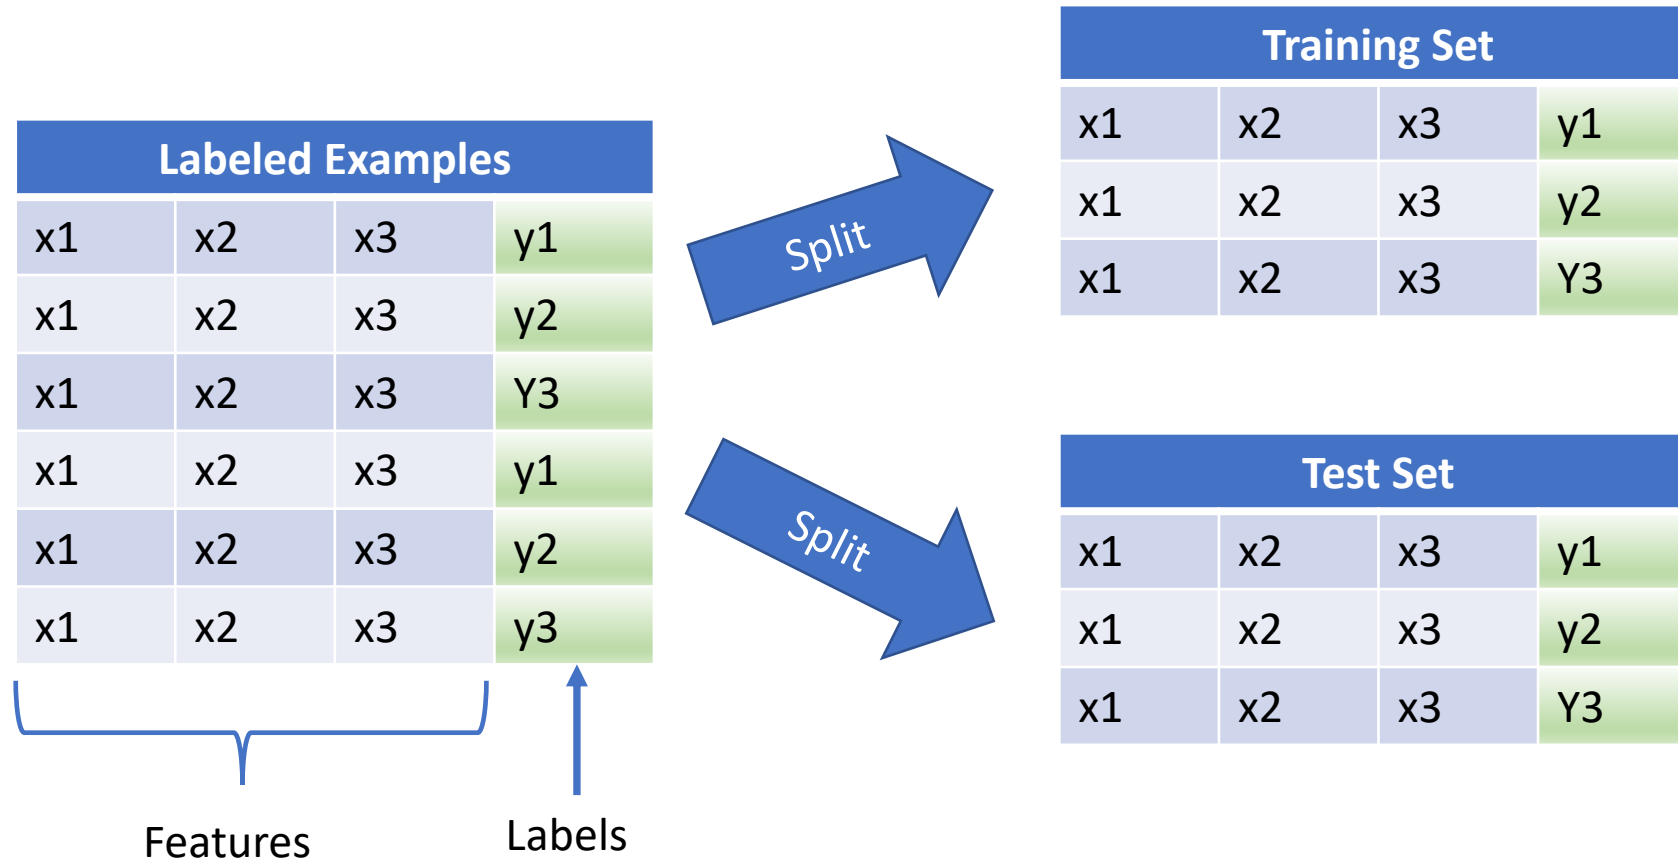 Labeled Examples
x1 x2 x3 y1
x1 x2 x3 y2
x1 x2 x3 Y3
x1 x2 x3 y1
x1 x2 x3 y2
x1 x2 x3 y3
Features
Labels
Split
Split
Training Set
x1 x2 x3 y1
x1 x2 x3 y2
x1 x2 x3 Y3
Test Set
x1 x2 x3 y1
x1 x2 x3 y2
x1 x2 x3 Y3